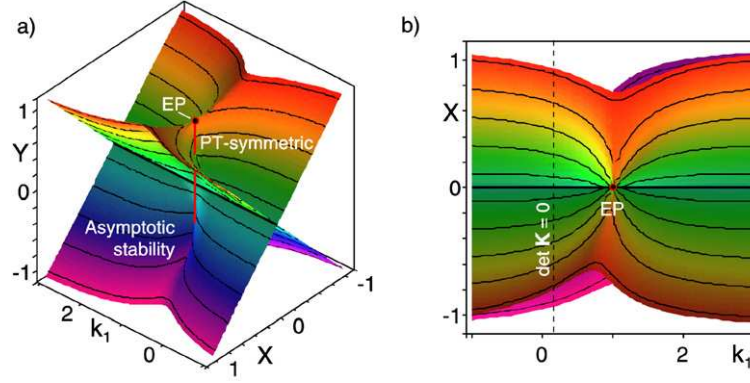 a)
EP
PT-symmetric
Asymptotic
stability
1
Y
0
-1
2
k1
0
1
X
0
-1
b)
1
X
0
-1
EP
det K = 0
0
2
k1